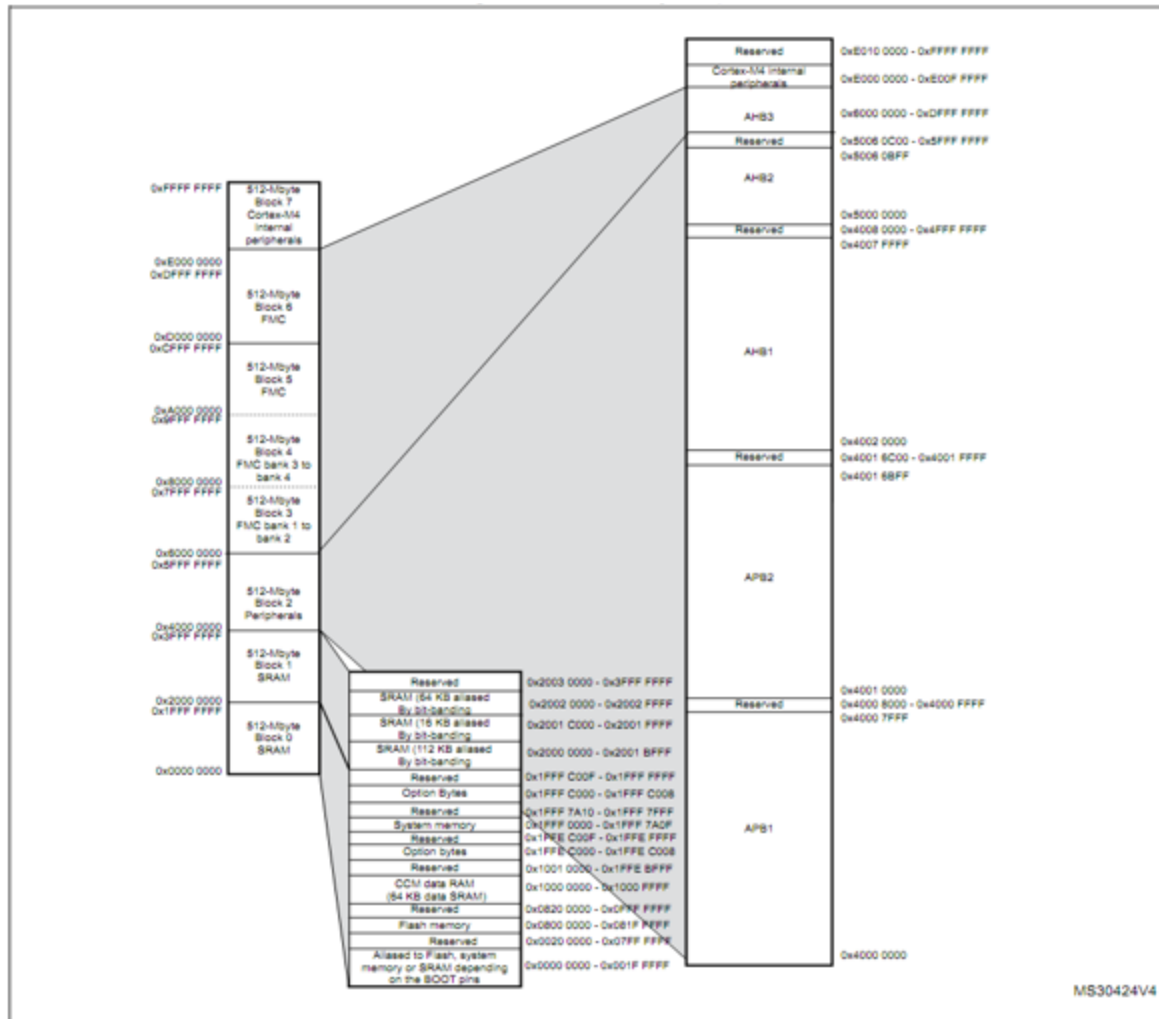 0xFFFF FFFF
512-Mbyte
Block 7
Cortex-M4
Internal
peripherals
0xE000 0000
0xDFFF FFFF
512-Mbyte
Block 6
FMC
0xD000 0000
0xCFFF FFFF
512-Mbyte
Block 5
FMC
0xA000 0000
0x9FFF FFFF
512-Mbyte
Block 4
FMC bank 3 to
bank 4
0x8000 0000
0x7FFF FFFF
512-Mbyte
Block 3
FMC bank 1 to
bank 2
0x6000 0000
0x5FFF FFFF
512-Mbyte
Block 2
Peripherals
0x4000 0000
0x3FFF FFFF
512-Mbyte
Block 1
SRAM
0x2000 0000
0x1FFF FFFF
512-Mbyte
Block 0
SRAM
0x0000 0000
Reserved 0x2003 0000 - 0x3FFF FFFF
SRAM (64 KB aliased
By bit-banding 0x2002 0000 - 0x2002 FFFF
SRAM (16 KB aliased
By bit-banding 0x2001 C000 - 0x2001 FFFF
SRAM (112 KB aliased
By bit-banding 0x2000 0000 - 0x2001 BFFF
Reserved 0x1FFF C00F - 0x1FFF FFFF
Option Bytes 0x1FFF C000 - 0x1FFF C008
Reserved 0x1FFF 7A10 - 0x1FFF 7FFF
System memory 0x1FFF 0000 - 0x1FFF 7A0F
Reserved 0x1FFE C00F - 0x1FFE FFFF
Option bytes 0x1FFE C000 - 0x1FFE C008
Reserved 0x1001 0000 - 0x1FFE BFFF
CCM data RAM
(64 KB data SRAM) 0x1000 0000 - 0x1000 FFFF
Reserved 0x0820 0000 - 0x0FFF FFFF
Flash memory 0x0800 0000 - 0x081F FFFF
Reserved 0x0020 0000 - 0x07FF FFFF
Aliased to Flash, system
memory or SRAM depending
on the BOOT pins 0x0000 0000 - 0x001F FFFF
Reserved 0xE010 0000 - 0xFFFF FFFF
Cortex-M4 internal
peripherals 0xE000 0000 - 0xE00F FFFF
AHB3 0x6000 0000 - 0xDFFF FFFF
Reserved 0x5006 0C00 - 0x5FFF FFFF
0x5006 0BFF
AHB2
0x5000 0000
Reserved 0x4008 0000 - 0x4FFF FFFF
0x4007 FFFF
AHB1
0x4002 0000
Reserved 0x4001 6C00 - 0x4001 FFFF
0x4001 6BFF
APB2
0x4001 0000
Reserved 0x4000 8000 - 0x4000 FFFF
0x4000 7FFF
APB1
0x4000 0000
MS30424V4